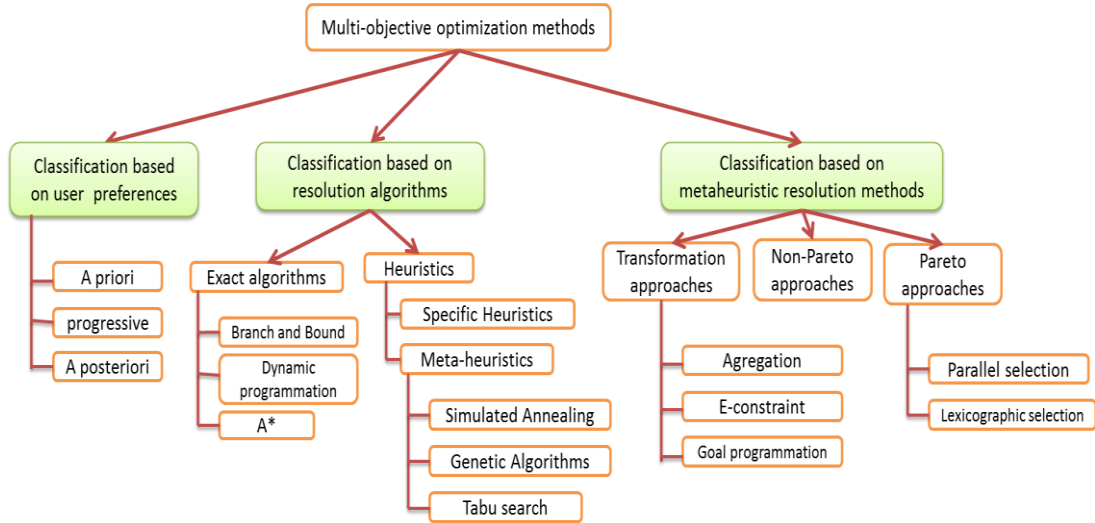 Multi-objective optimization methods
Classification based
on user preferences
Classification based on
resolution algorithms
Classification based on
metaheuristic resolution methods
A priori
progressive
A posteriori
Exact algorithms
Branch and Bound
Dynamic
programmation
A*
Heuristics
Specific Heuristics
Meta-heuristics
Simulated Annealing
Genetic Algorithms
Tabu search
Transformation
approaches
Agregation
E-constraint
Goal programmation
Non-Pareto
approaches
Pareto
approaches
Parallel selection
Lexicographic selection